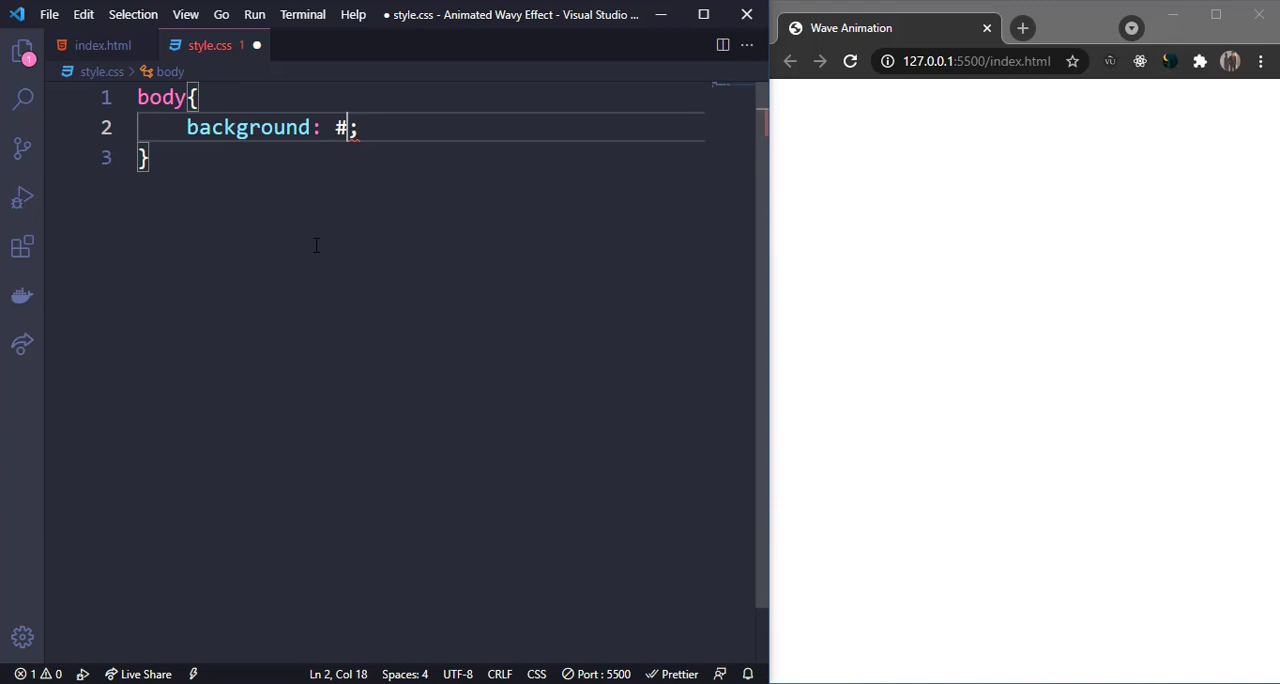 File Edit Selection View Go Run Terminal Help ● style.css - Animated Wavy Effect - Visual Studio ...
Wave Animation
index.html style.css 1
127.0.0.1:5500/index.html
style.css > body
1 body{
2 background: #;
3 }
1
1 0 Live Share Ln 2, Col 18 Spaces: 4 UTF-8 CRLF CSS Port : 5500 Prettier